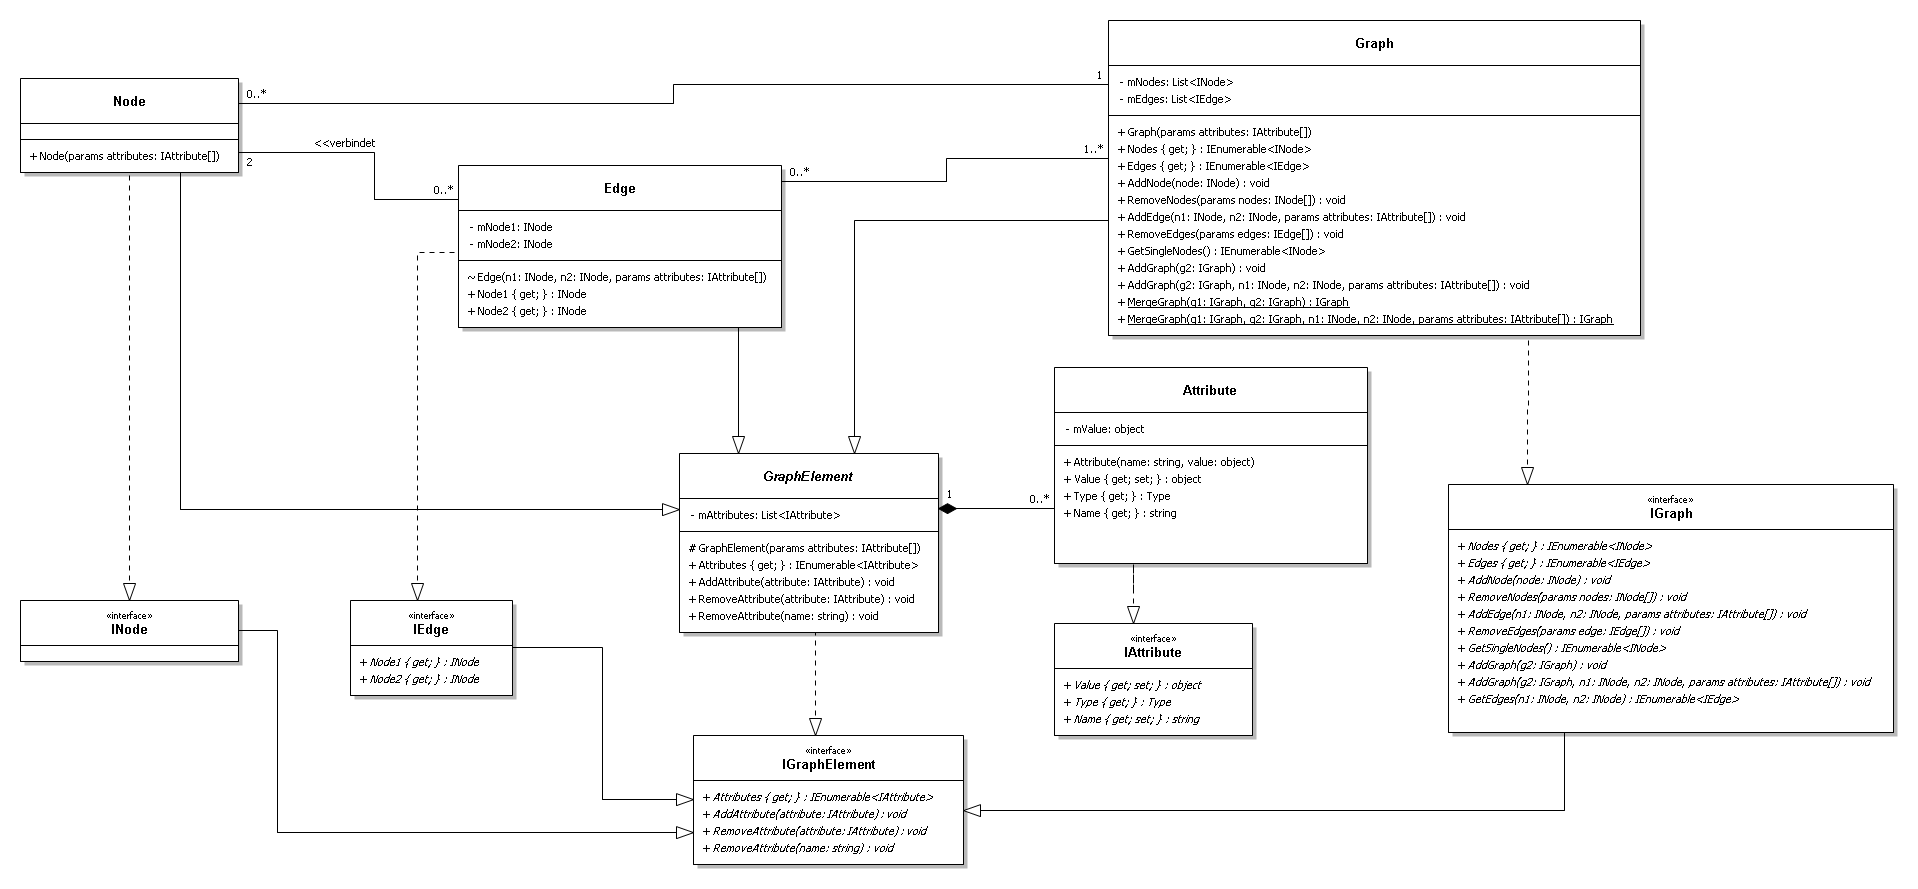 Graph
- mNodes: List<INode>
- mEdges: List<IEdge>
+ Graph(params attributes: IAttribute[])
+ Nodes { get; } : IEnumerable<INode>
+ Edges { get; } : IEnumerable<IEdge>
+ AddNode(node: INode) : void
+ RemoveNodes(params nodes: INode[]) : void
+ AddEdge(n1: INode, n2: INode, params attributes: IAttribute[]) : void
+ RemoveEdges(params edges: IEdge[]) : void
+ GetSingleNodes() : IEnumerable<INode>
+ AddGraph(g2: IGraph) : void
+ AddGraph(g2: IGraph, n1: INode, n2: INode, params attributes: IAttribute[]) : void
+ MergeGraph(g1: IGraph, g2: IGraph) : IGraph
+ MergeGraph(g1: IGraph, g2: IGraph, n1: INode, n2: INode, params attributes: IAttribute[]) : IGraph
Node
+ Node(params attributes: IAttribute[])
0..*
1
<<verbindet
2
0..*
0..*
1..*
Edge
- mNode1: INode
- mNode2: INode
~ Edge(n1: INode, n2: INode, params attributes: IAttribute[])
+ Node1 { get; } : INode
+ Node2 { get; } : INode
Attribute
- mValue: object
+ Attribute(name: string, value: object)
+ Value { get; set; } : object
+ Type { get; } : Type
+ Name { get; } : string
GraphElement
- mAttributes: List<IAttribute>
# GraphElement(params attributes: IAttribute[])
+ Attributes { get; } : IEnumerable<IAttribute>
+ AddAttribute(attribute: IAttribute) : void
+ RemoveAttribute(attribute: IAttribute) : void
+ RemoveAttribute(name: string) : void
1
0..*
«interface»
IGraph
+ Nodes { get; } : IEnumerable<INode>
+ Edges { get; } : IEnumerable<IEdge>
+ AddNode(node: INode) : void
+ RemoveNodes(params nodes: INode[]) : void
+ AddEdge(n1: INode, n2: INode, params attributes: IAttribute[]) : void
+ RemoveEdges(params edge: IEdge[]) : void
+ GetSingleNodes() : IEnumerable<INode>
+ AddGraph(g2: IGraph) : void
+ AddGraph(g2: IGraph, n1: INode, n2: INode, params attributes: IAttribute[]) : void
+ GetEdges(n1: INode, n2: INode) : IEnumerable<IEdge>
«interface»
INode
«interface»
IEdge
+ Node1 { get; } : INode
+ Node2 { get; } : INode
«interface»
IAttribute
+ Value { get; set; } : object
+ Type { get; } : Type
+ Name { get; set; } : string
«interface»
IGraphElement
+ Attributes { get; } : IEnumerable<IAttribute>
+ AddAttribute(attribute: IAttribute) : void
+ RemoveAttribute(attribute: IAttribute) : void
+ RemoveAttribute(name: string) : void